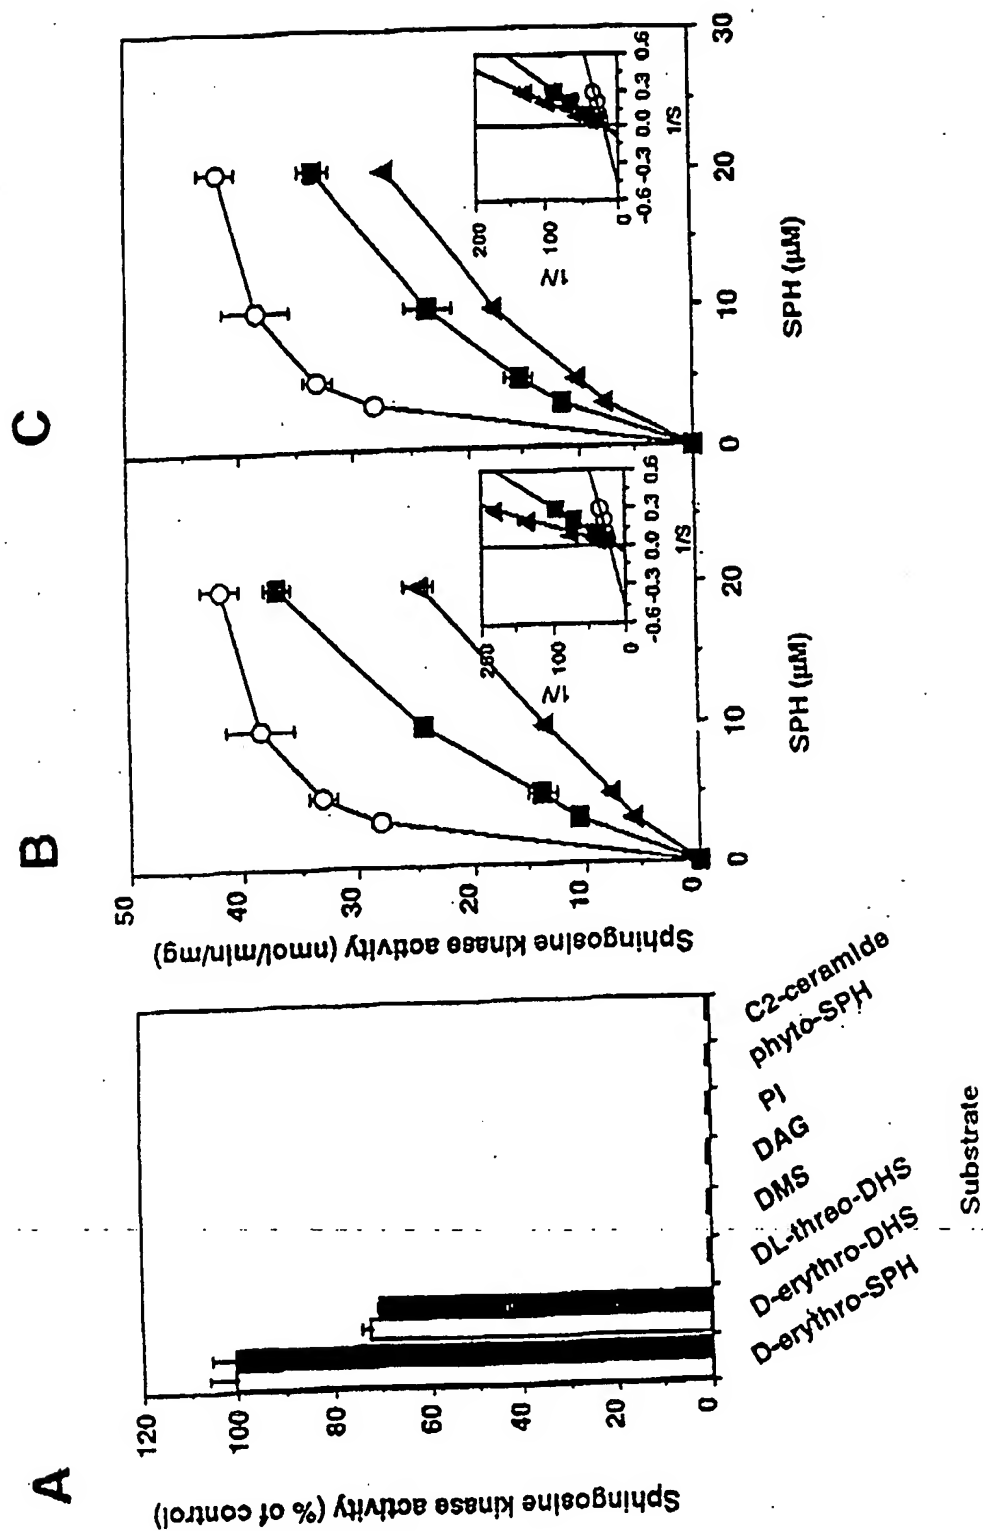 A
Sphingosine kinase activity (% of control)
120
100
80
60
40
20
0
D-erythro-SPH
D-erythro-DHS
DL-threo-DHS
DMS
DAG
PI
phyto-SPH
C2-ceramide
Substrate
B
Sphingosine kinase activity (nmol/min/mg)
50
40
30
20
10
0
0
10
20
SPH (μM)
1/V
200
100
0
-0.6 -0.3 0.0 0.3 0.6
1/S
C
0
10
20
30
SPH (μM)
1/V
200
100
0
-0.6 -0.3 0.0 0.3 0.6
1/S